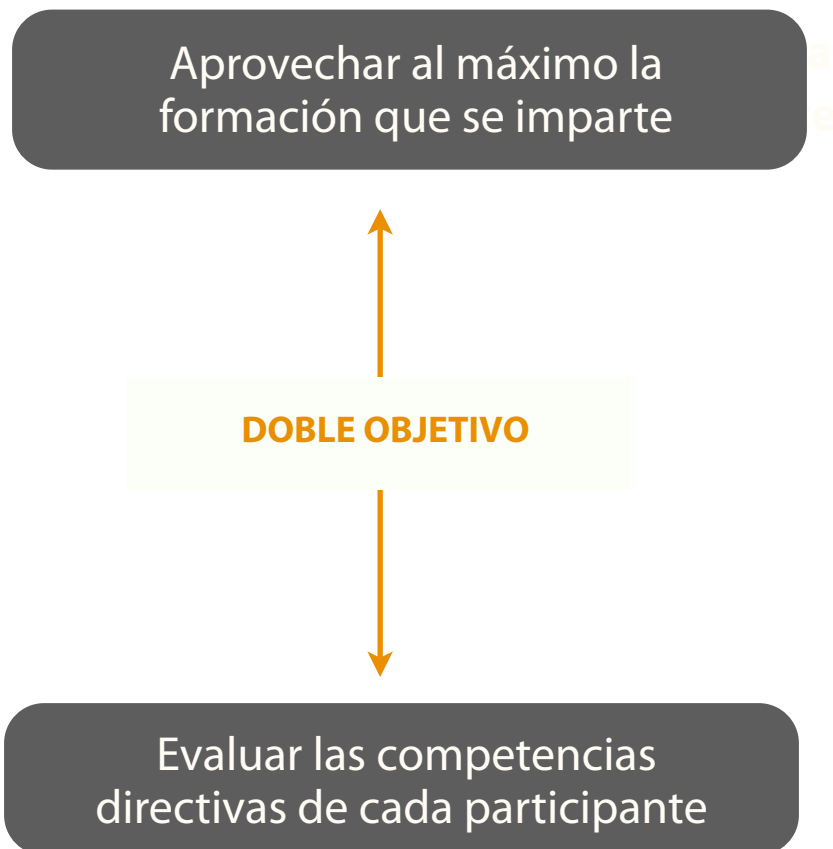 Aprovechar al máximo la
formación que se imparte
DOBLE OBJETIVO
Evaluar las competencias
directivas de cada participante